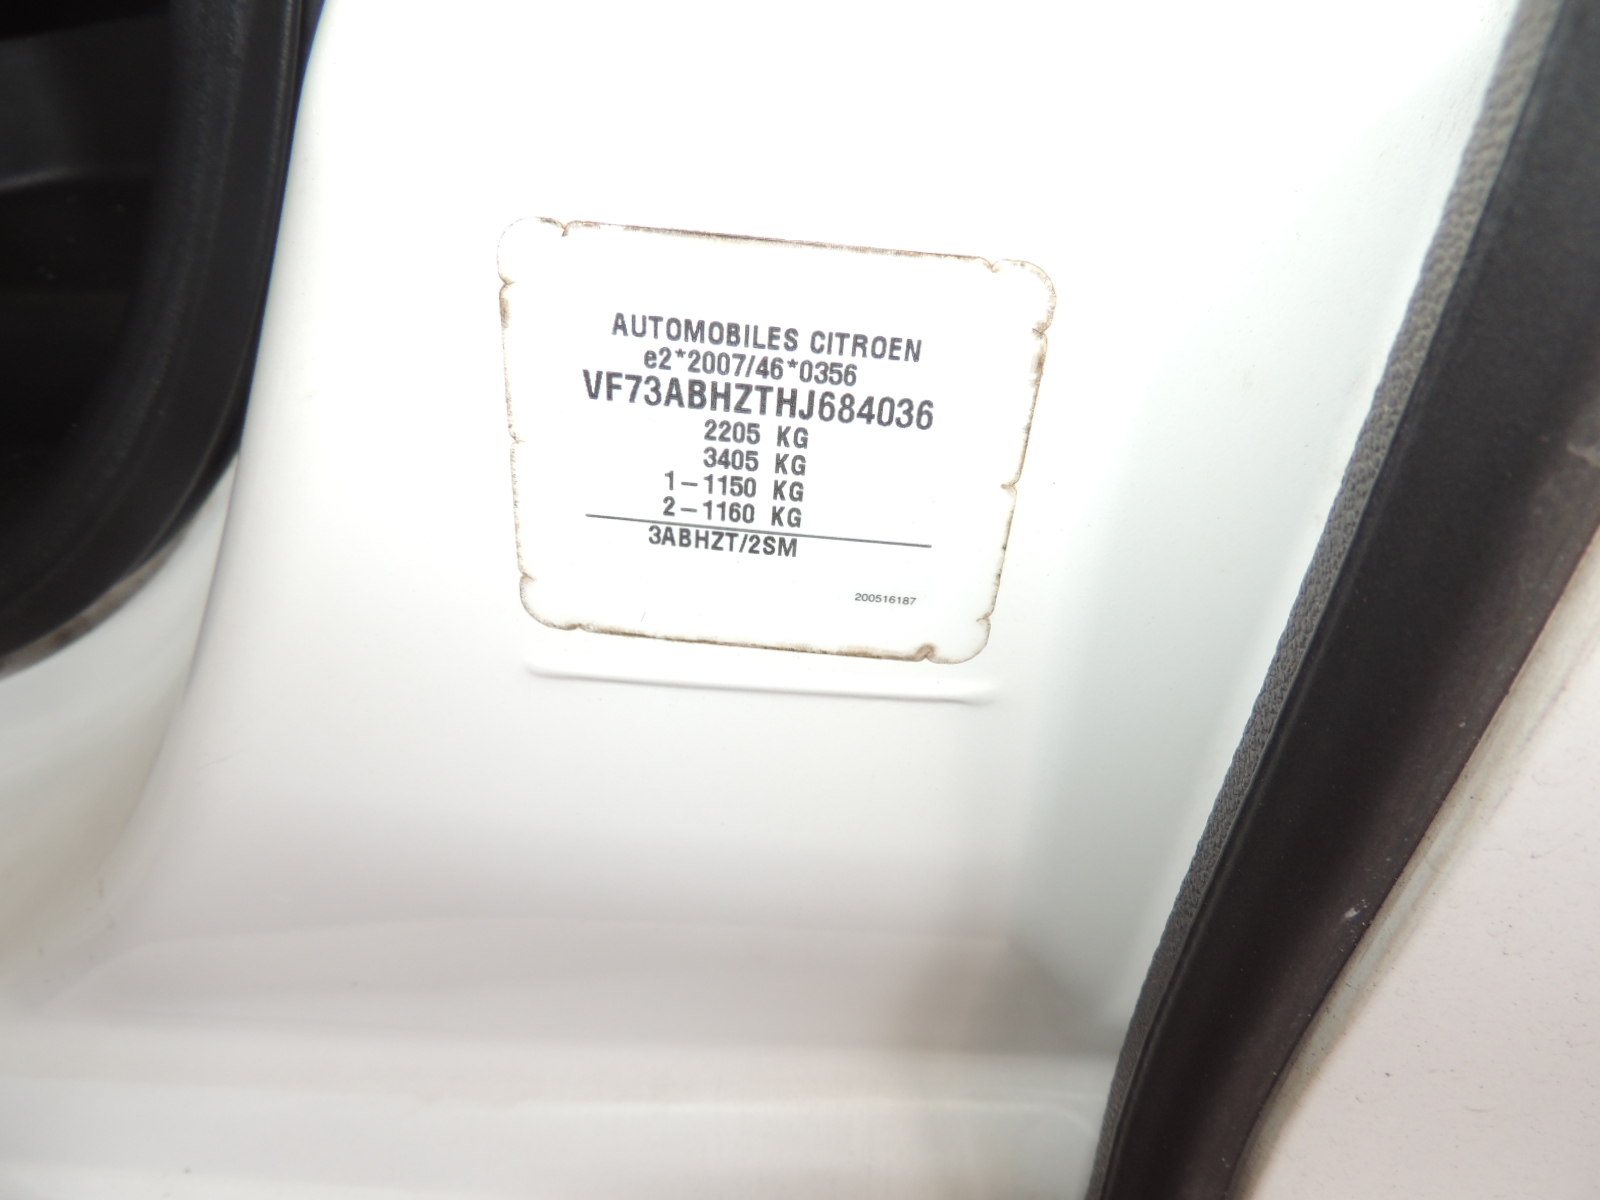 AUTOMOBILES CITROEN
e2*2007/46*0356
VF73ABHZTHJ684036
2205 KG
3405 KG
1-1150 KG
2-1160 KG
3ABHZT/2SM
200516187